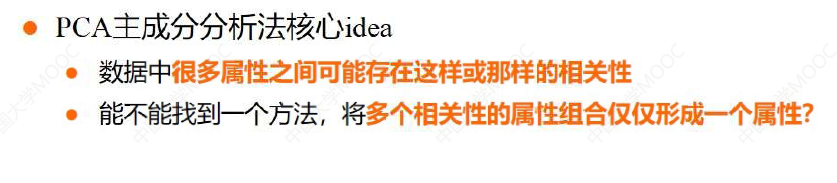 PCA主成分分析法核心idea
数据中很多属性之间可能存在这样或那样的相关性
能不能找到一个方法，将多个相关性的属性组合仅仅形成一个属性?